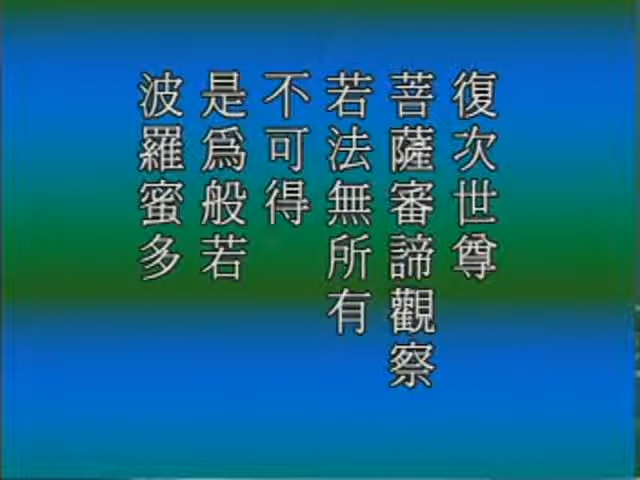 復次世尊
菩薩審諦觀察
若法無所有
不可得
是爲般若
波羅蜜多